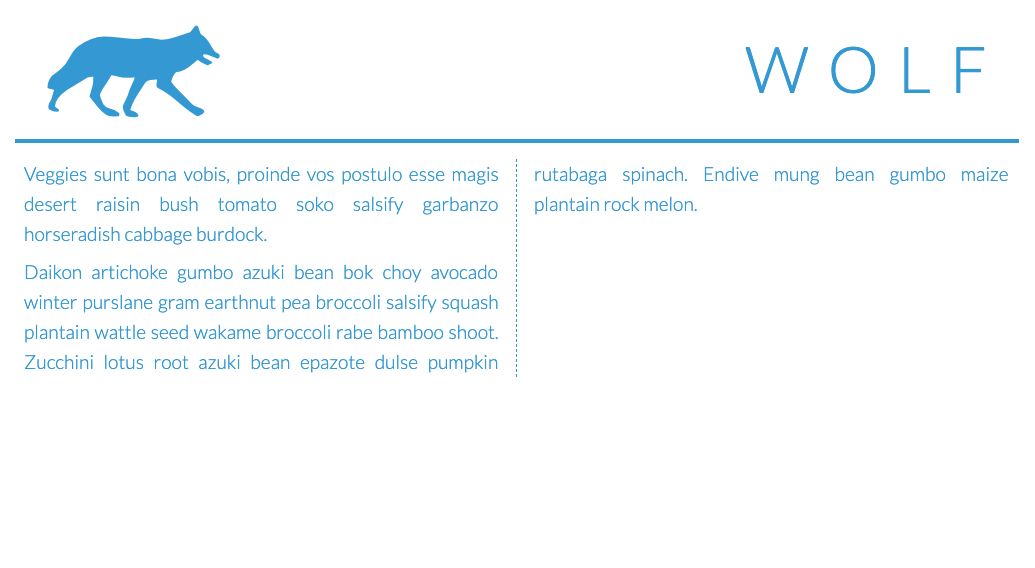 W O L F
Veggies sunt bona vobis, proinde vos postulo esse magis
desert raisin bush tomato soko salsify garbanzo
horseradish cabbage burdock.
Daikon artichoke gumbo azuki bean bok choy avocado
winter purslane gram earthnut pea broccoli salsify squash
plantain wattle seed wakame broccoli rabe bamboo shoot.
Zucchini lotus root azuki bean epazote dulse pumpkin
rutabaga spinach. Endive mung bean gumbo maize
plantain rock melon.